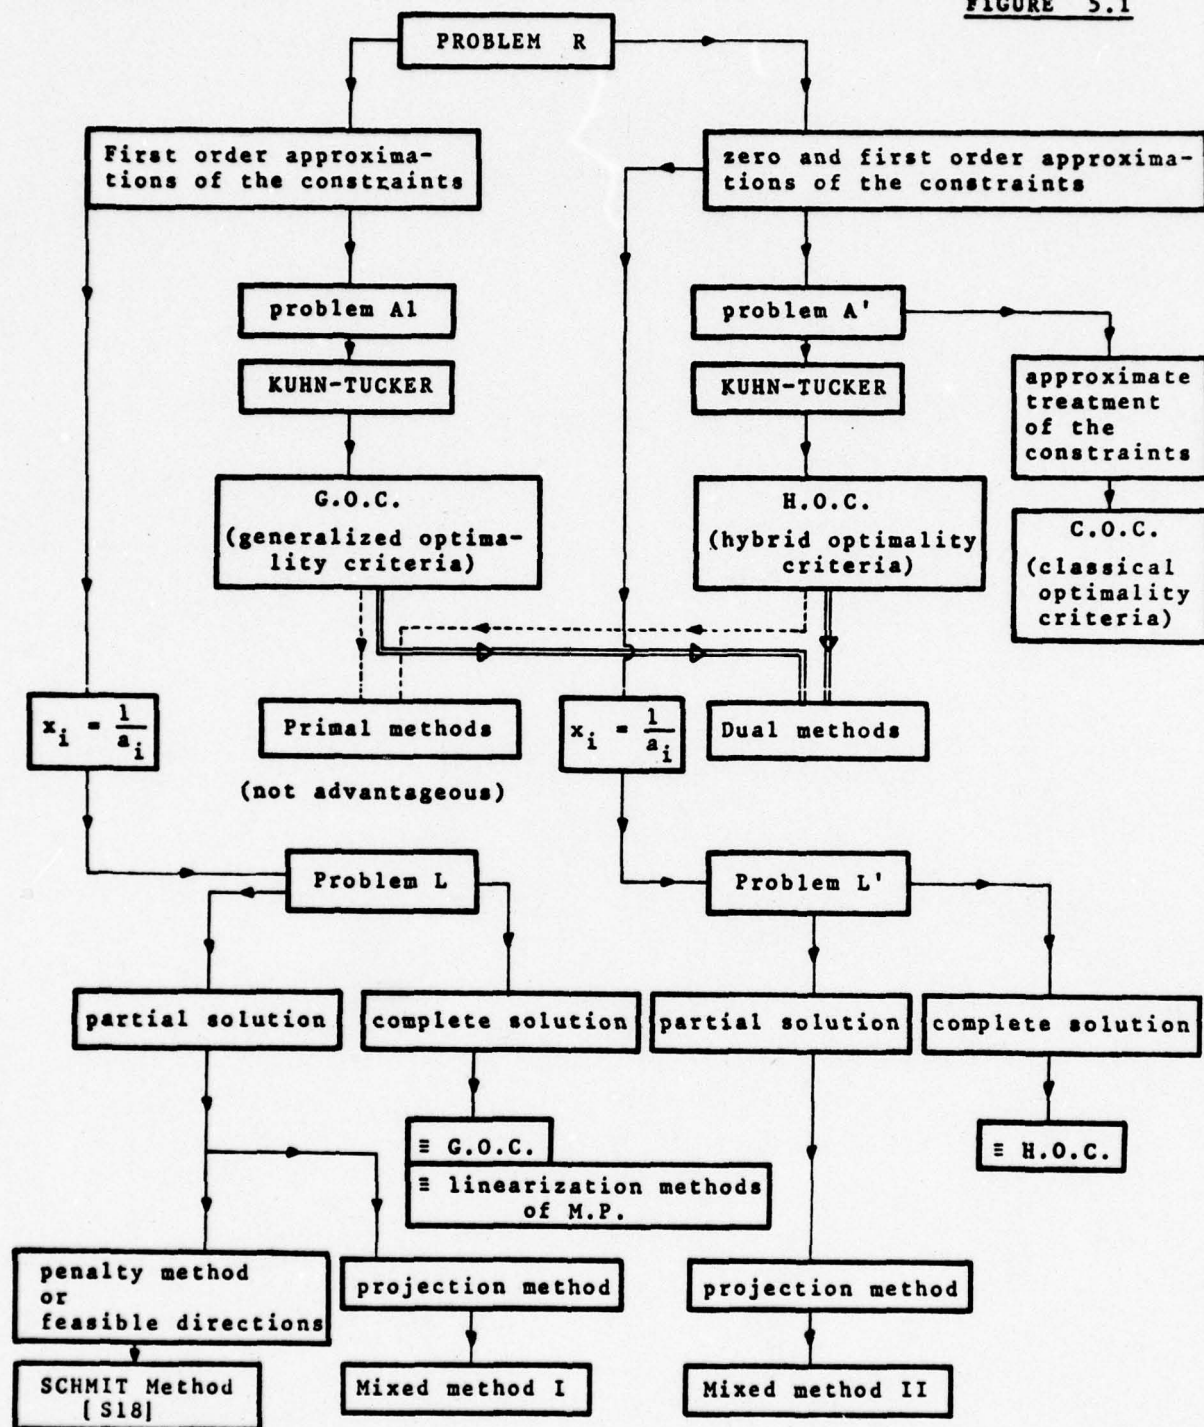 FIGURE 5.1
PROBLEM R
First order approxima-
tions of the constraints
zero and first order approxima-
tions of the constraints
problem A1
problem A'
KUHN-TUCKER
KUHN-TUCKER
approximate
treatment
of the
constraints
G.O.C.
(generalized optima-
lity criteria)
H.O.C.
(hybrid optimality
criteria)
C.O.C.
(classical
optimality
criteria)
x_i = 1/a_i
Primal methods
(not advantageous)
x_i = 1/a_i
Dual methods
Problem L
Problem L'
partial solution
complete solution
partial solution
complete solution
≡ G.O.C.
≡ linearization methods
of M.P.
≡ H.O.C.
penalty method
or
feasible directions
projection method
projection method
SCHMIT Method
[S18]
Mixed method I
Mixed method II